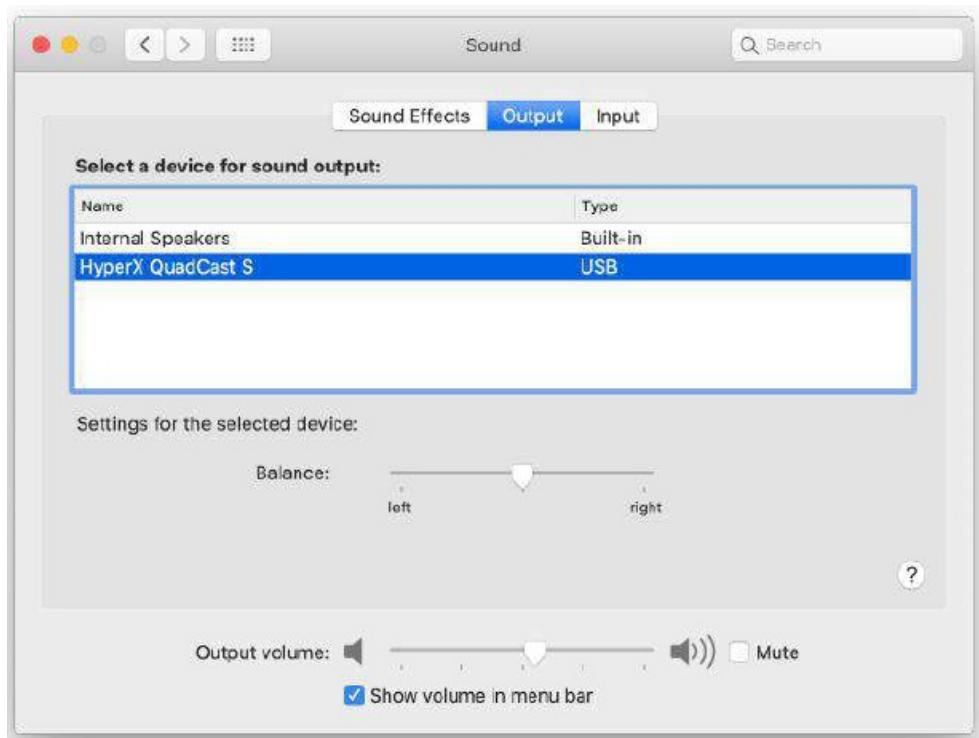 Sound
Search
Sound Effects Output Input
Select a device for sound output:
Name Type
Internal Speakers Built-in
HyperX QuadCast S USB
Settings for the selected device:
Balance:
left right
?
Output volume: Mute
Show volume in menu bar